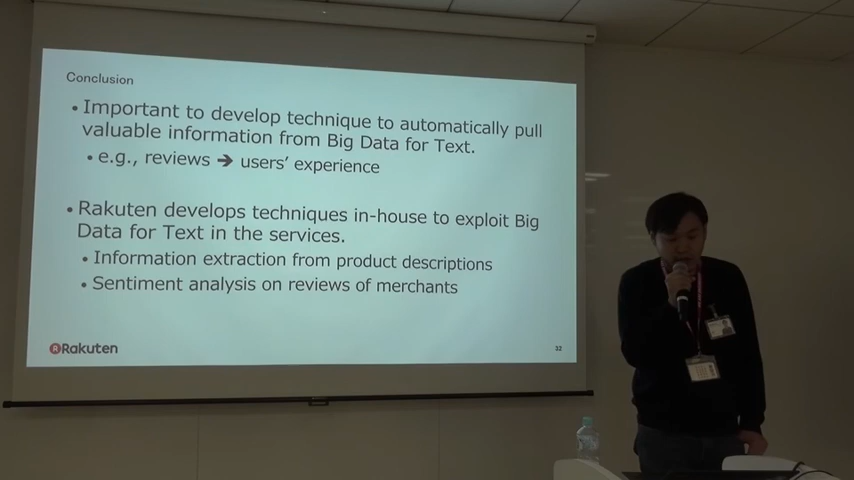 Conclusion
• Important to develop technique to automatically pull
valuable information from Big Data for Text.
• e.g., reviews ➔ users' experience
• Rakuten develops techniques in-house to exploit Big
Data for Text in the services.
• Information extraction from product descriptions
• Sentiment analysis on reviews of merchants
R Rakuten
32